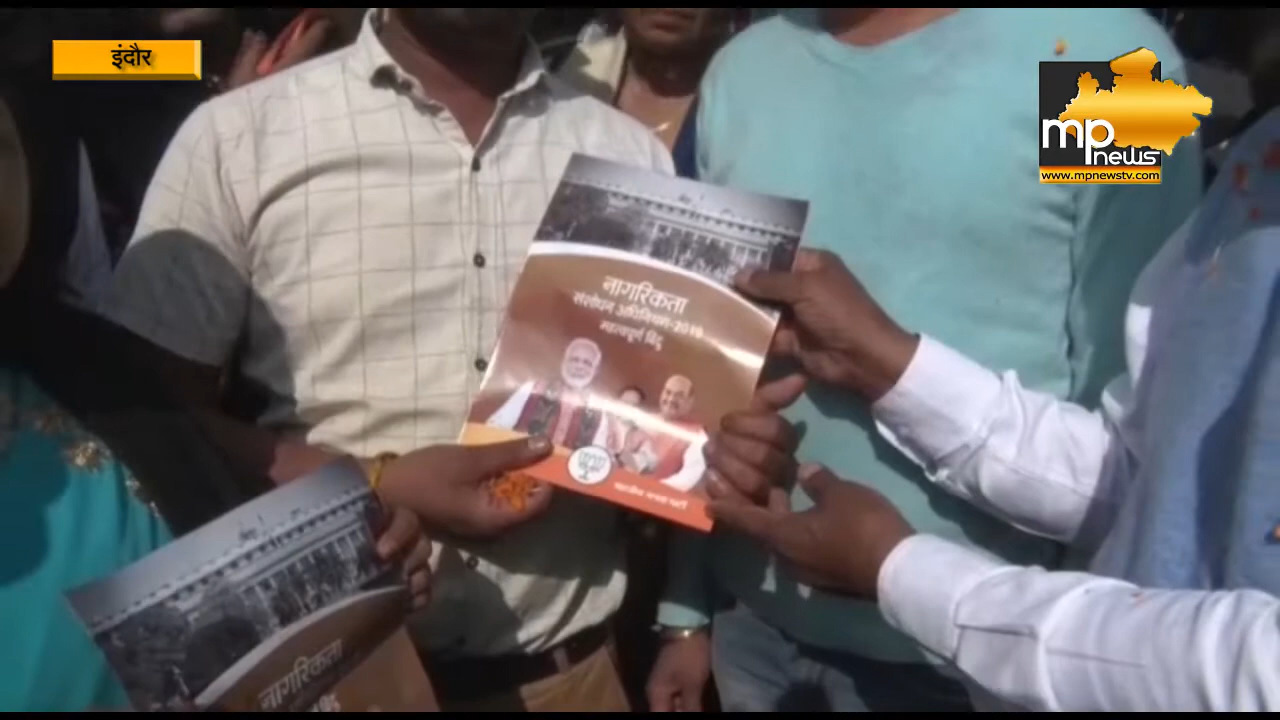 इंदौर
mp
news
www.mpnewstv.com
नागरिकता
संशोधन अधिनियम-2019
महत्वपूर्ण बिंदु
भारतीय जनता पार्टी
नागरिकता